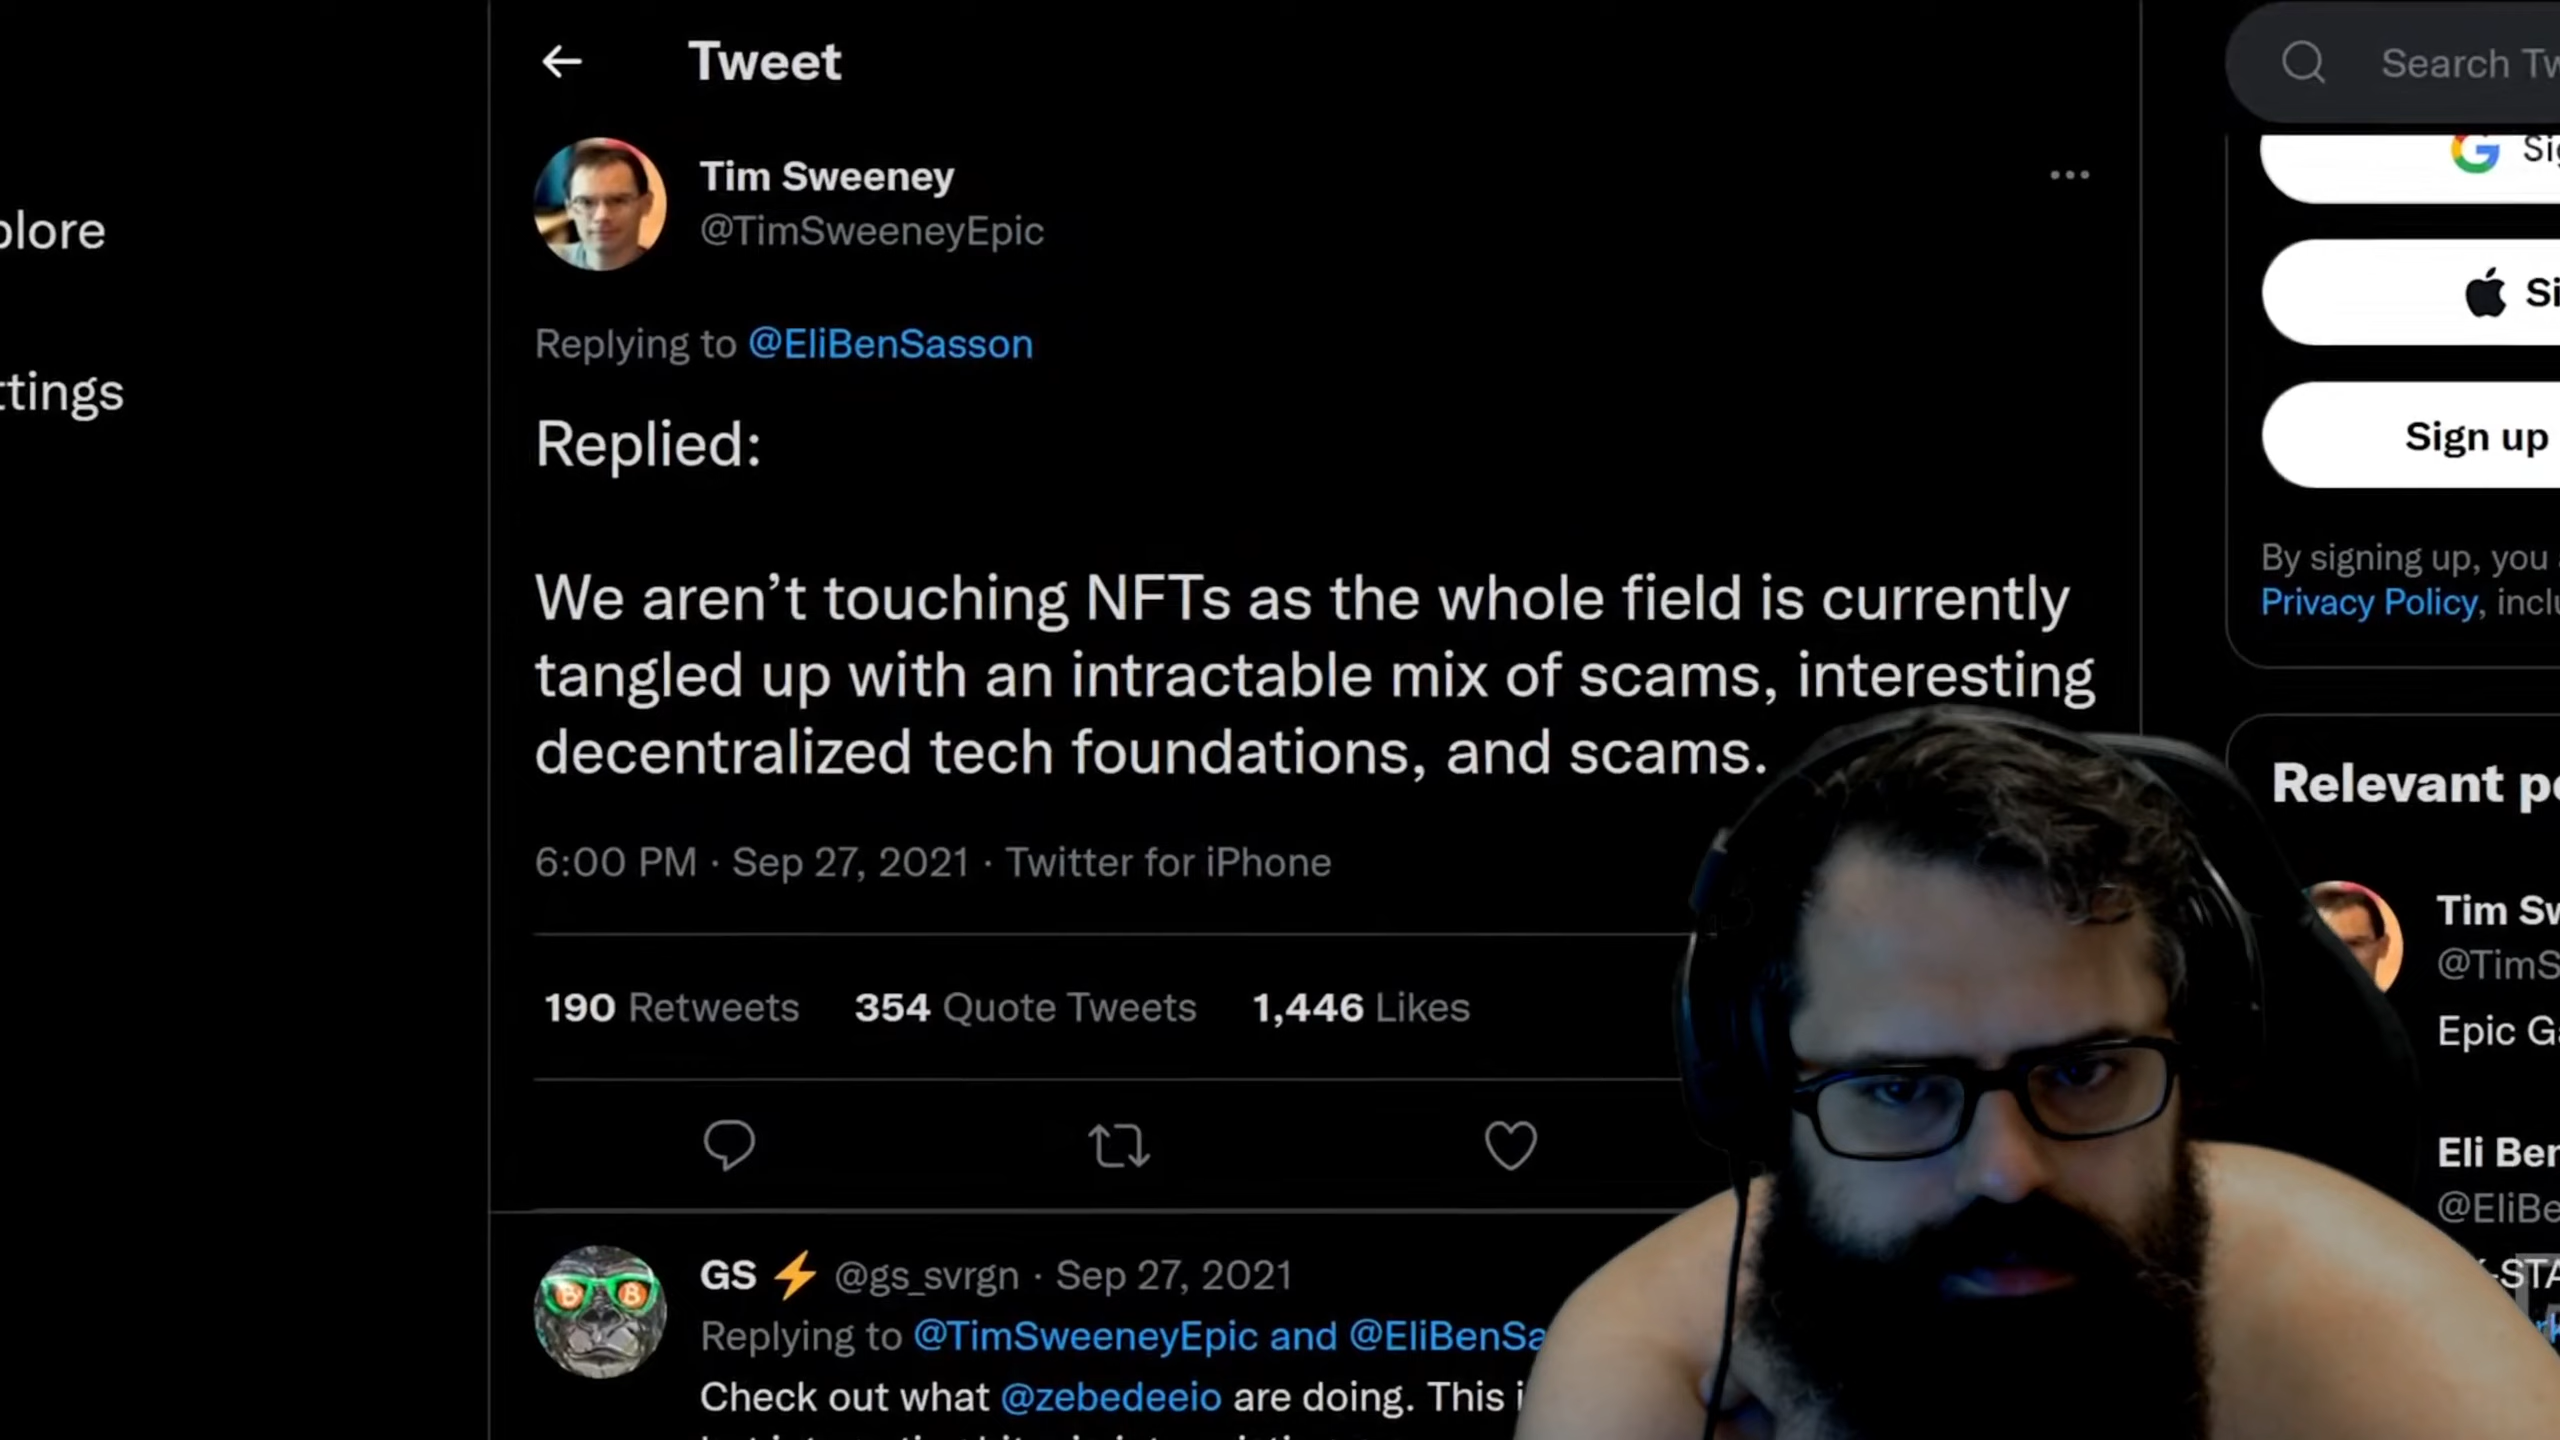 Tweet
Search
plore
ttings
Tim Sweeney
@TimSweeneyEpic
Replying to @EliBenSasson
Replied:
We aren’t touching NFTs as the whole field is currently
tangled up with an intractable mix of scams, interesting
decentralized tech foundations, and scams.
6:00 PM · Sep 27, 2021 · Twitter for iPhone
190 Retweets 354 Quote Tweets 1,446 Likes
GS ⚡ @gs_svrgn · Sep 27, 2021
Replying to @TimSweeneyEpic and @EliBenSa
Check out what @zebedeeio are doing. This
Sign up
By signing up, you
Privacy Policy, incl
Relevant
Tim Sw
@TimS
Epic G
Eli Ben
@EliBe